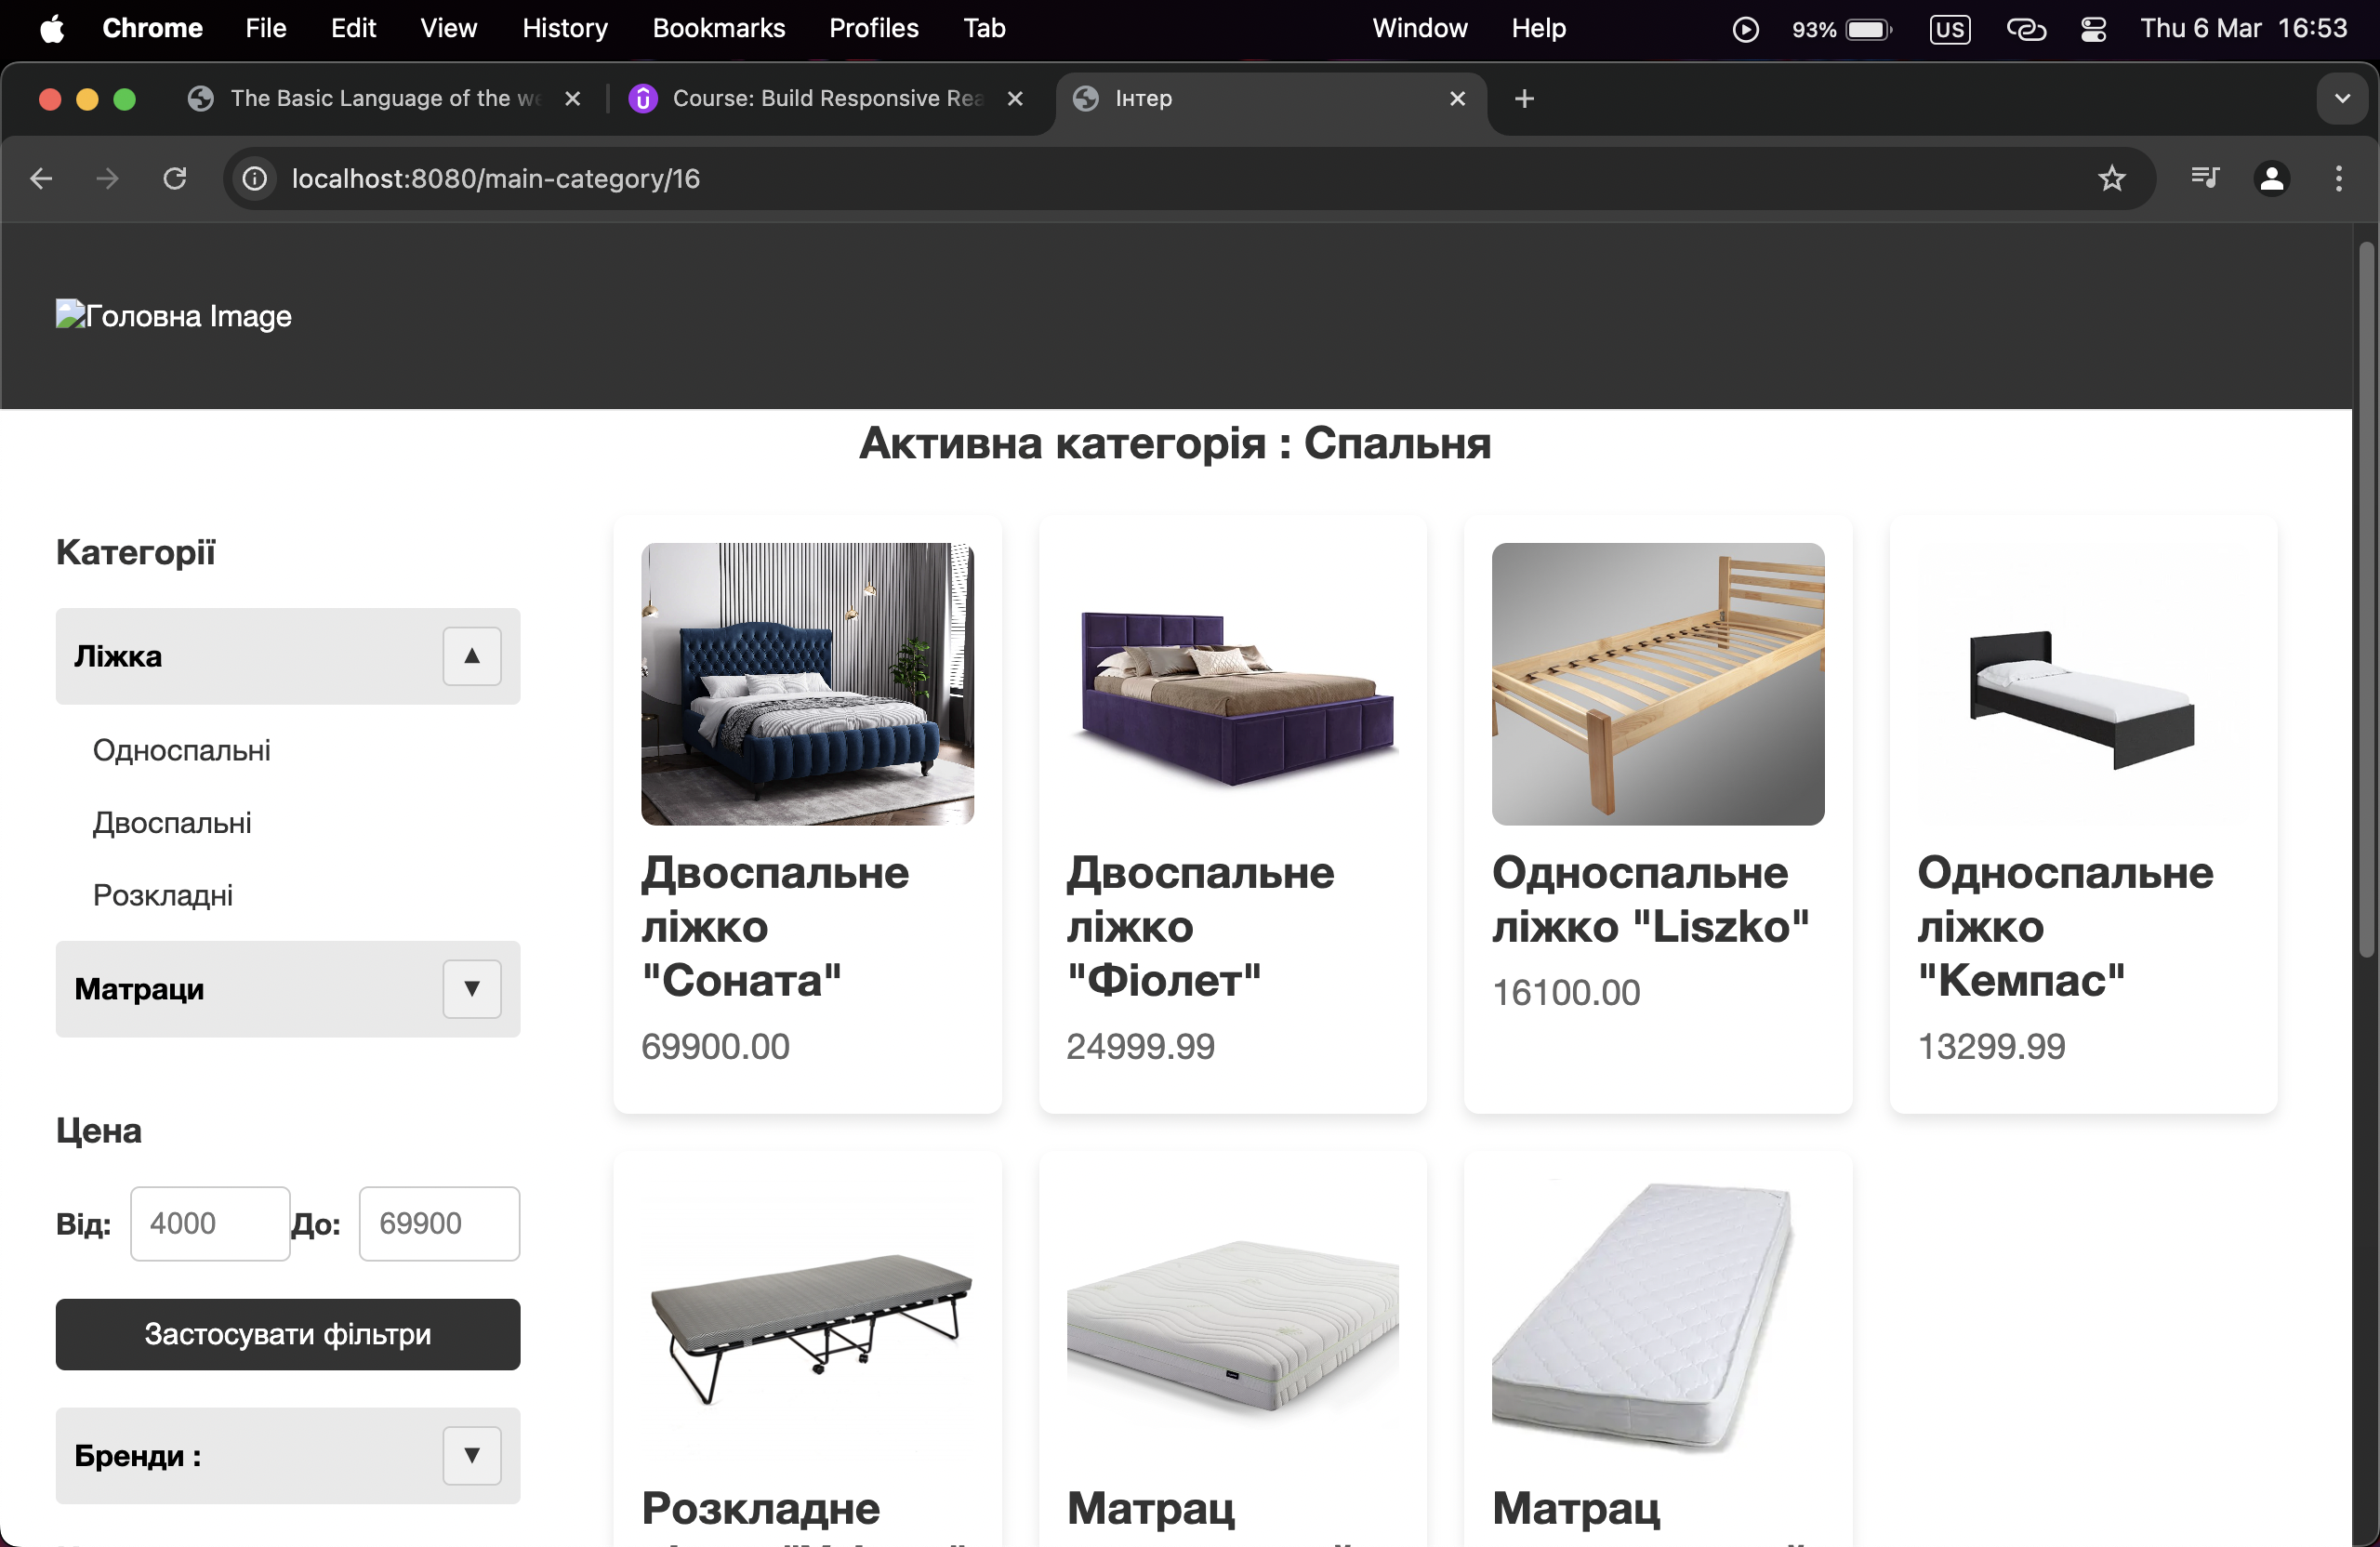 Chrome File Edit View History Bookmarks Profiles Tab Window Help 93% US Thu 6 Mar 16:53
The Basic Language of the we Course: Build Responsive Rea Інтер
localhost:8080/main-category/16
Головна Image
Активна категорія : Спальня
Категорії
Ліжка
Односпальні
Двоспальні
Розкладні
Матраци
Цена
Від: 4000 До: 69900
Застосувати фільтри
Бренди :
Двоспальне
ліжко
"Соната"
69900.00
Двоспальне
ліжко
"Фіолет"
24999.99
Односпальне
ліжко "Liszko"
16100.00
Односпальне
ліжко
"Кемпас"
13299.99
Розкладне
Матрац
Матрац